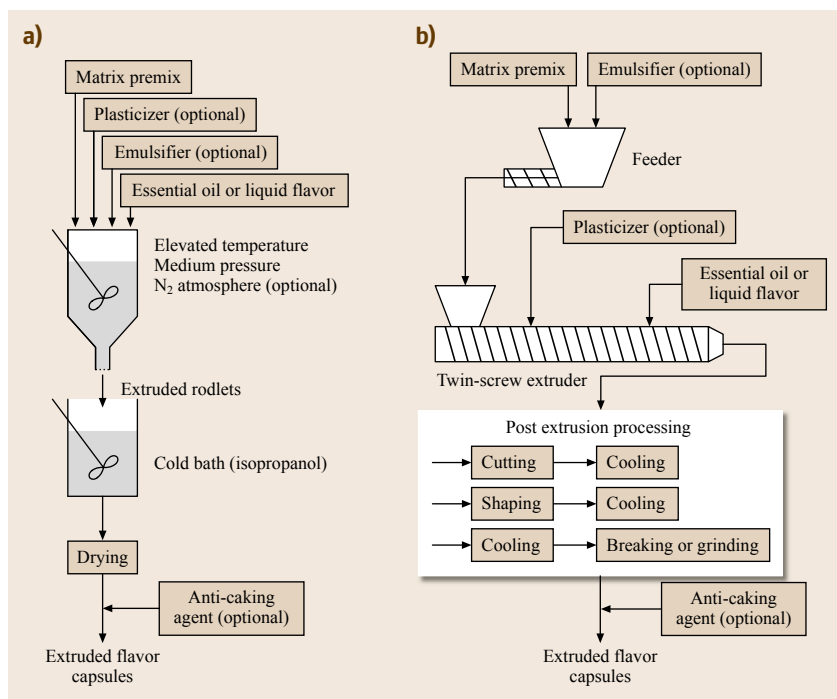 a)
Matrix premix
Plasticizer (optional)
Emulsifier (optional)
Essential oil or liquid flavor
Elevated temperature
Medium pressure
N₂ atmosphere (optional)
Extruded rodlets
Cold bath (isopropanol)
Drying
Anti-caking
agent (optional)
Extruded flavor
capsules
b)
Matrix premix
Emulsifier (optional)
Feeder
Plasticizer (optional)
Essential oil or
liquid flavor
Twin-screw extruder
Post extrusion processing
Cutting
Cooling
Shaping
Cooling
Cooling
Breaking or grinding
Anti-caking
agent (optional)
Extruded flavor
capsules